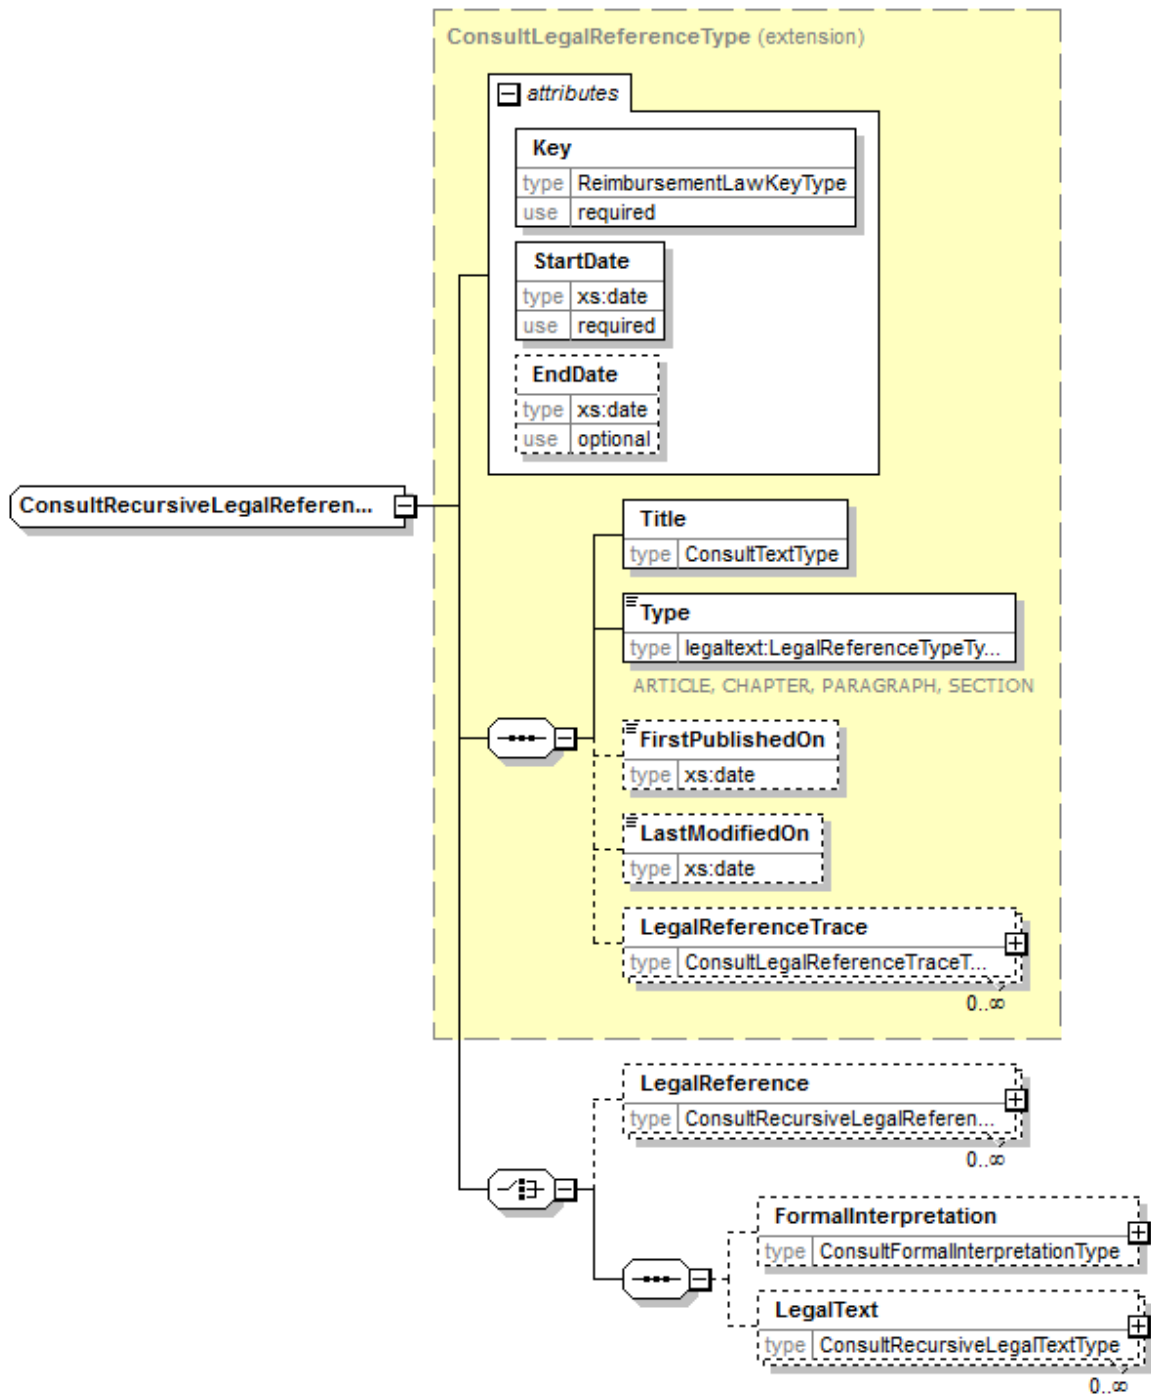 ConsultLegalReferenceType (extension)
attributes
Key
type ReimbursementLawKeyType
use required
StartDate
type xs:date
use required
EndDate
type xs:date
use optional
ConsultRecursiveLegalReferen...
Title
type ConsultTextType
Type
type legaltext:LegalReferenceTypeTy...
ARTICLE, CHAPTER, PARAGRAPH, SECTION
FirstPublishedOn
type xs:date
LastModifiedOn
type xs:date
LegalReferenceTrace
type ConsultLegalReferenceTraceT...
0..∞
LegalReference
type ConsultRecursiveLegalReferen...
0..∞
FormalInterpretation
type ConsultFormalInterpretationType
LegalText
type ConsultRecursiveLegalTextType
0..∞